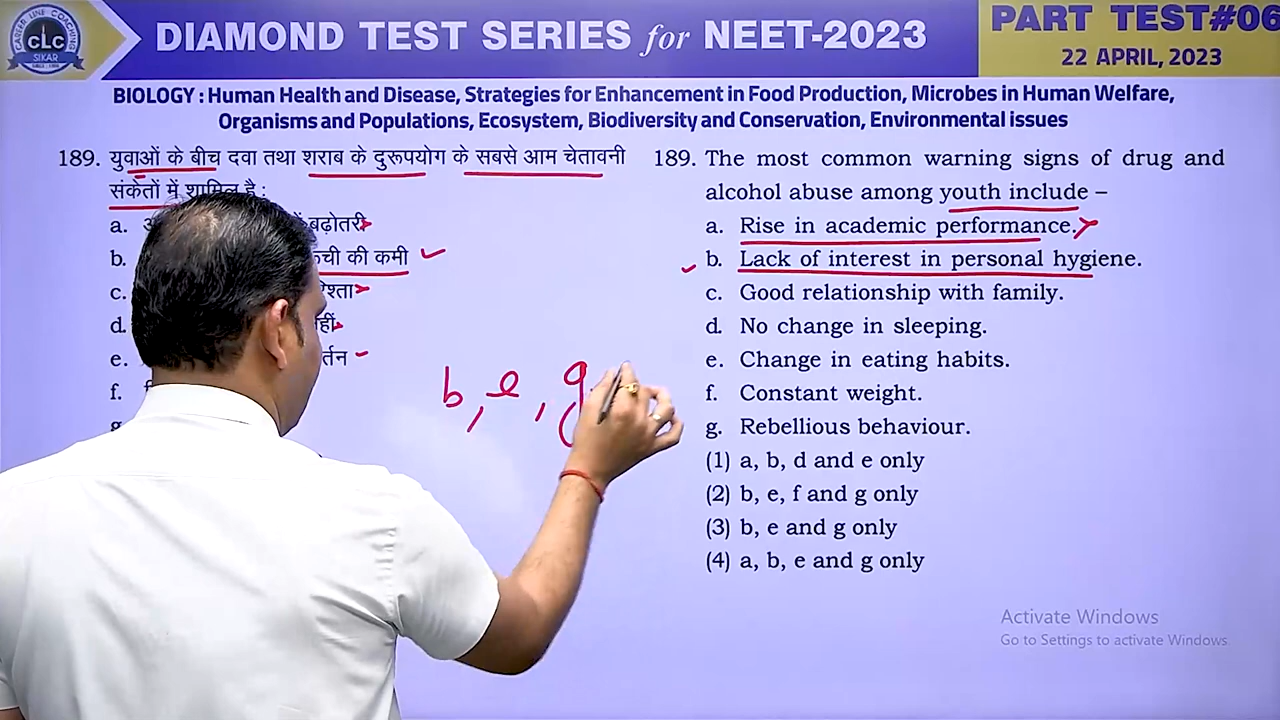 CAREER LINE COACHING
CLC
SIKAR
DIAMOND TEST SERIES for NEET-2023
PART TEST#06
22 APRIL, 2023
BIOLOGY : Human Health and Disease, Strategies for Enhancement in Food Production, Microbes in Human Welfare,
Organisms and Populations, Ecosystem, Biodiversity and Conservation, Environmental issues
189. युवाओं के बीच दवा तथा शराब के दुरूपयोग के सबसे आम चेतावनी
संकेतों में शामिल है :
a. बढ़ोतरी
b. की कमी
c.
d.
e.
f.
b, e, g
189. The most common warning signs of drug and
alcohol abuse among youth include –
a. Rise in academic performance.
b. Lack of interest in personal hygiene.
c. Good relationship with family.
d. No change in sleeping.
e. Change in eating habits.
f. Constant weight.
g. Rebellious behaviour.
(1) a, b, d and e only
(2) b, e, f and g only
(3) b, e and g only
(4) a, b, e and g only
Activate Windows
Go to Settings to activate Windows